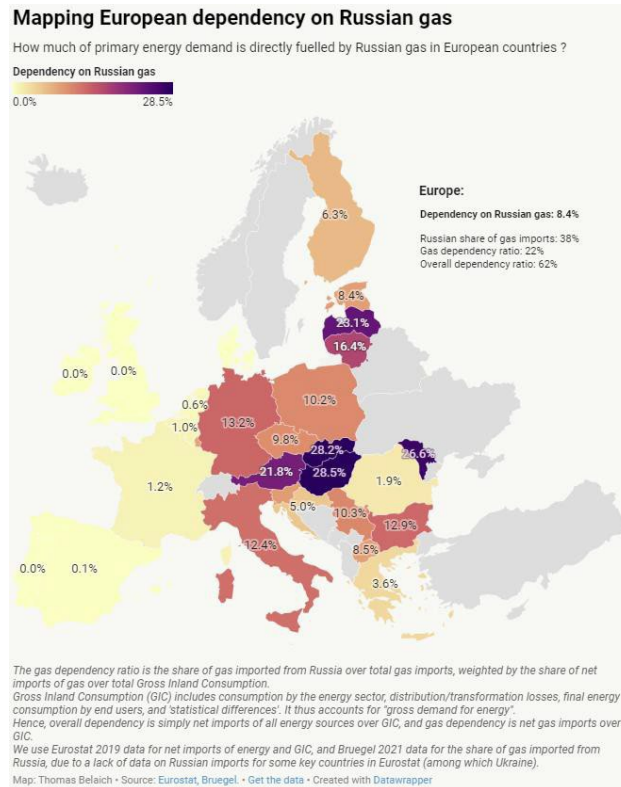 Mapping European dependency on Russian gas
How much of primary energy demand is directly fuelled by Russian gas in European countries ?
Dependency on Russian gas
0.0% 28.5%
Europe:
Dependency on Russian gas: 8.4%
Russian share of gas imports: 38%
Gas dependency ratio: 22%
Overall dependency ratio: 62%
6.3%
8.4%
23.1%
16.4%
0.0% 0.0%
0.6%
10.2%
13.2%
1.0%
9.8%
28.2%
26.6%
21.8% 28.5%
1.2%
1.9%
5.0%
10.3%
12.9%
12.4%
8.5%
0.0% 0.1%
3.6%
The gas dependency ratio is the share of gas imported from Russia over total gas imports, weighted by the share of net
imports of gas over total Gross Inland Consumption.
Gross Inland Consumption (GIC) includes consumption by the energy sector, distribution/transformation losses, final energy
consumption by end users, and 'statistical differences'. It thus accounts for "gross demand for energy".
Hence, overall dependency is simply net imports of all energy sources over GIC, and gas dependency is net gas imports over
GIC.
We use Eurostat 2019 data for net imports of energy and GIC, and Bruegel 2021 data for the share of gas imported from
Russia, due to a lack of data on Russian imports for some key countries in Eurostat (among which Ukraine).
Map: Thomas Belaich • Source: Eurostat, Bruegel. • Get the data • Created with Datawrapper